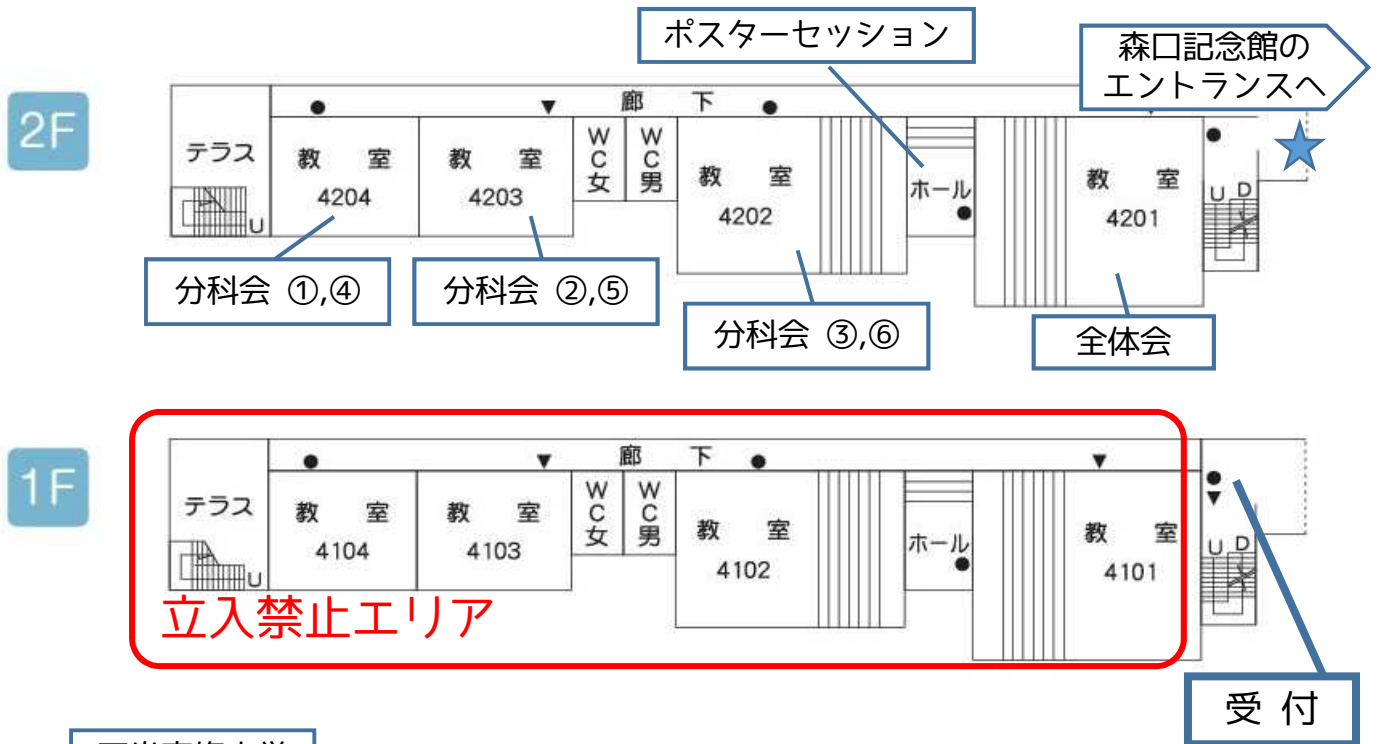 ポスターセッション
森口記念館の
エントランスへ
2F
廊 下
テラス
教 室
4204
教 室
4203
WC女
WC男
教 室
4202
ホール
教 室
4201
U D
U
分科会 ①,④
分科会 ②,⑤
分科会 ③,⑥
全体会
1F
廊 下
テラス
教 室
4104
教 室
4103
WC女
WC男
教 室
4102
ホール
教 室
4101
U D
U
立入禁止エリア
受 付